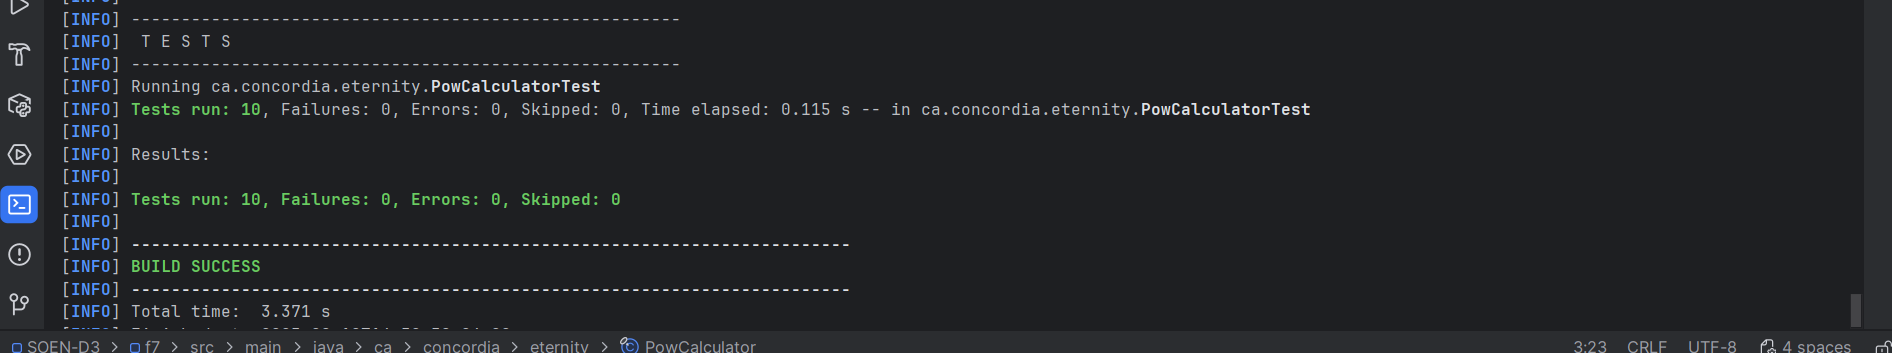 [INFO] -------------------------------------------------------
[INFO]  T E S T S
[INFO] -------------------------------------------------------
[INFO] Running ca.concordia.eternity.PowCalculatorTest
[INFO] Tests run: 10, Failures: 0, Errors: 0, Skipped: 0, Time elapsed: 0.115 s -- in ca.concordia.eternity.PowCalculatorTest
[INFO]
[INFO] Results:
[INFO]
[INFO] Tests run: 10, Failures: 0, Errors: 0, Skipped: 0
[INFO]
[INFO] ------------------------------------------------------------------------
[INFO] BUILD SUCCESS
[INFO] ------------------------------------------------------------------------
[INFO] Total time:  3.371 s
SOEN-D3 > f7 > src > main > java > ca > concordia > eternity > PowCalculator 3:23 CRLF UTF-8 4 spaces